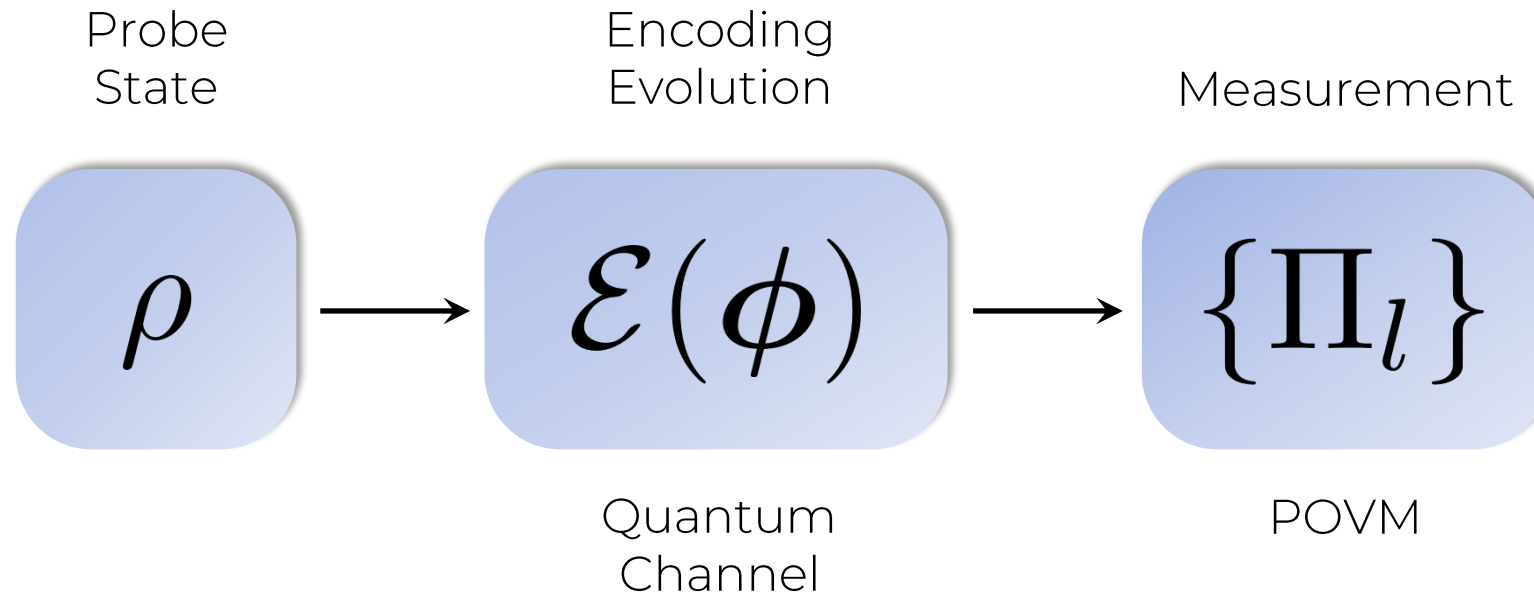 Probe
State
Encoding
Evolution
Measurement
ρ
ℰ(ϕ)
{Πₗ}
Quantum
Channel
POVM